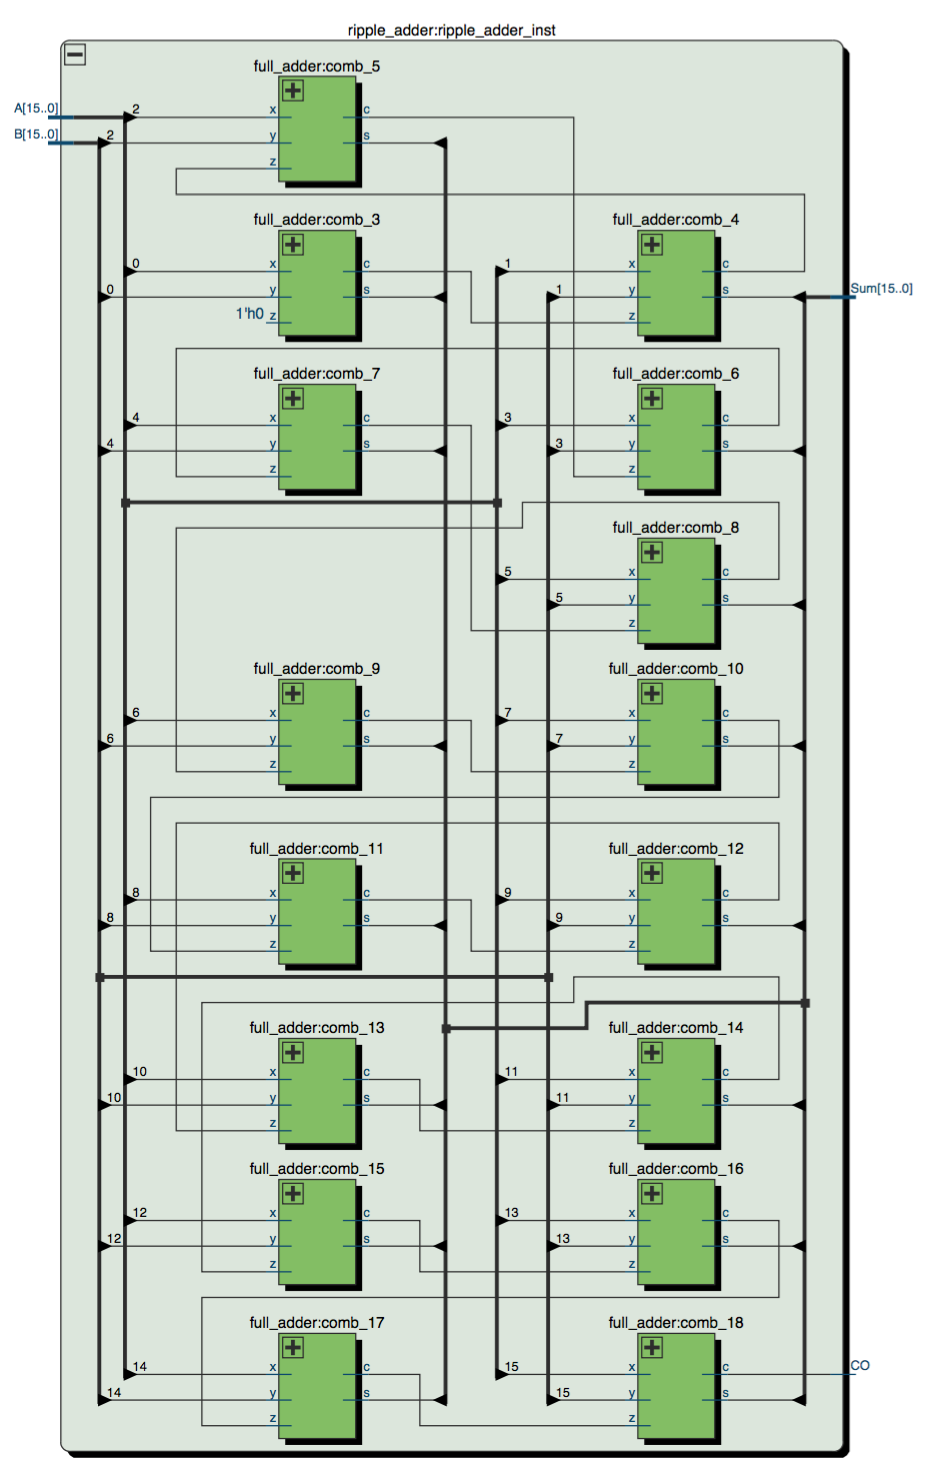 ripple_adder:ripple_adder_inst
full_adder:comb_5
A[15..0] 2 x c
B[15..0] 2 y s
z
full_adder:comb_3 full_adder:comb_4
0 x c 1 x c
0 y s 1 y s Sum[15..0]
1'h0 z z
full_adder:comb_7 full_adder:comb_6
4 x c 3 x c
4 y s 3 y s
z z
full_adder:comb_8
5 x c
5 y s
z
full_adder:comb_9 full_adder:comb_10
6 x c 7 x c
6 y s 7 y s
z z
full_adder:comb_11 full_adder:comb_12
8 x c 9 x c
8 y s 9 y s
z z
full_adder:comb_13 full_adder:comb_14
10 x c 11 x c
10 y s 11 y s
z z
full_adder:comb_15 full_adder:comb_16
12 x c 13 x c
12 y s 13 y s
z z
full_adder:comb_17 full_adder:comb_18
14 x c 15 x c CO
14 y s 15 y s
z z